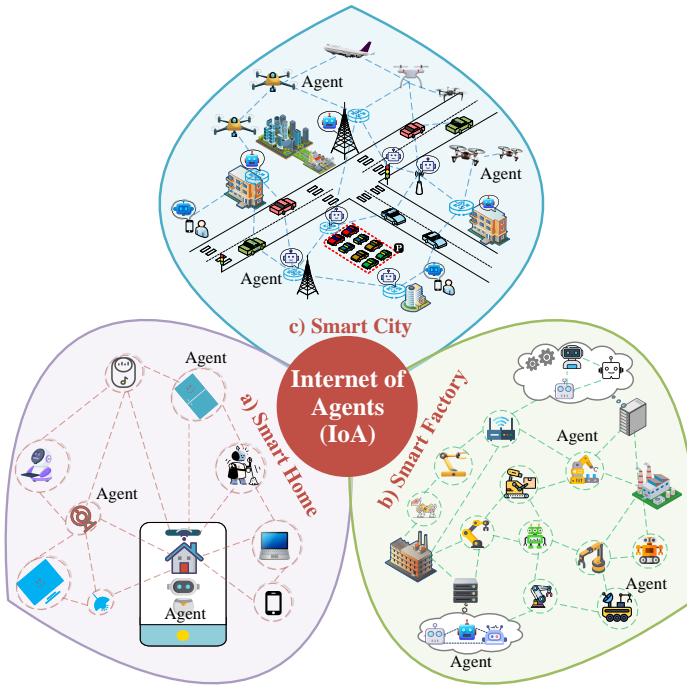 Agent
Agent
Agent
P
c) Smart City
Internet of
Agents
(IoA)
Agent
a) Smart Home
Agent
Agent
b) Smart Factory
Agent
Agent
Agent